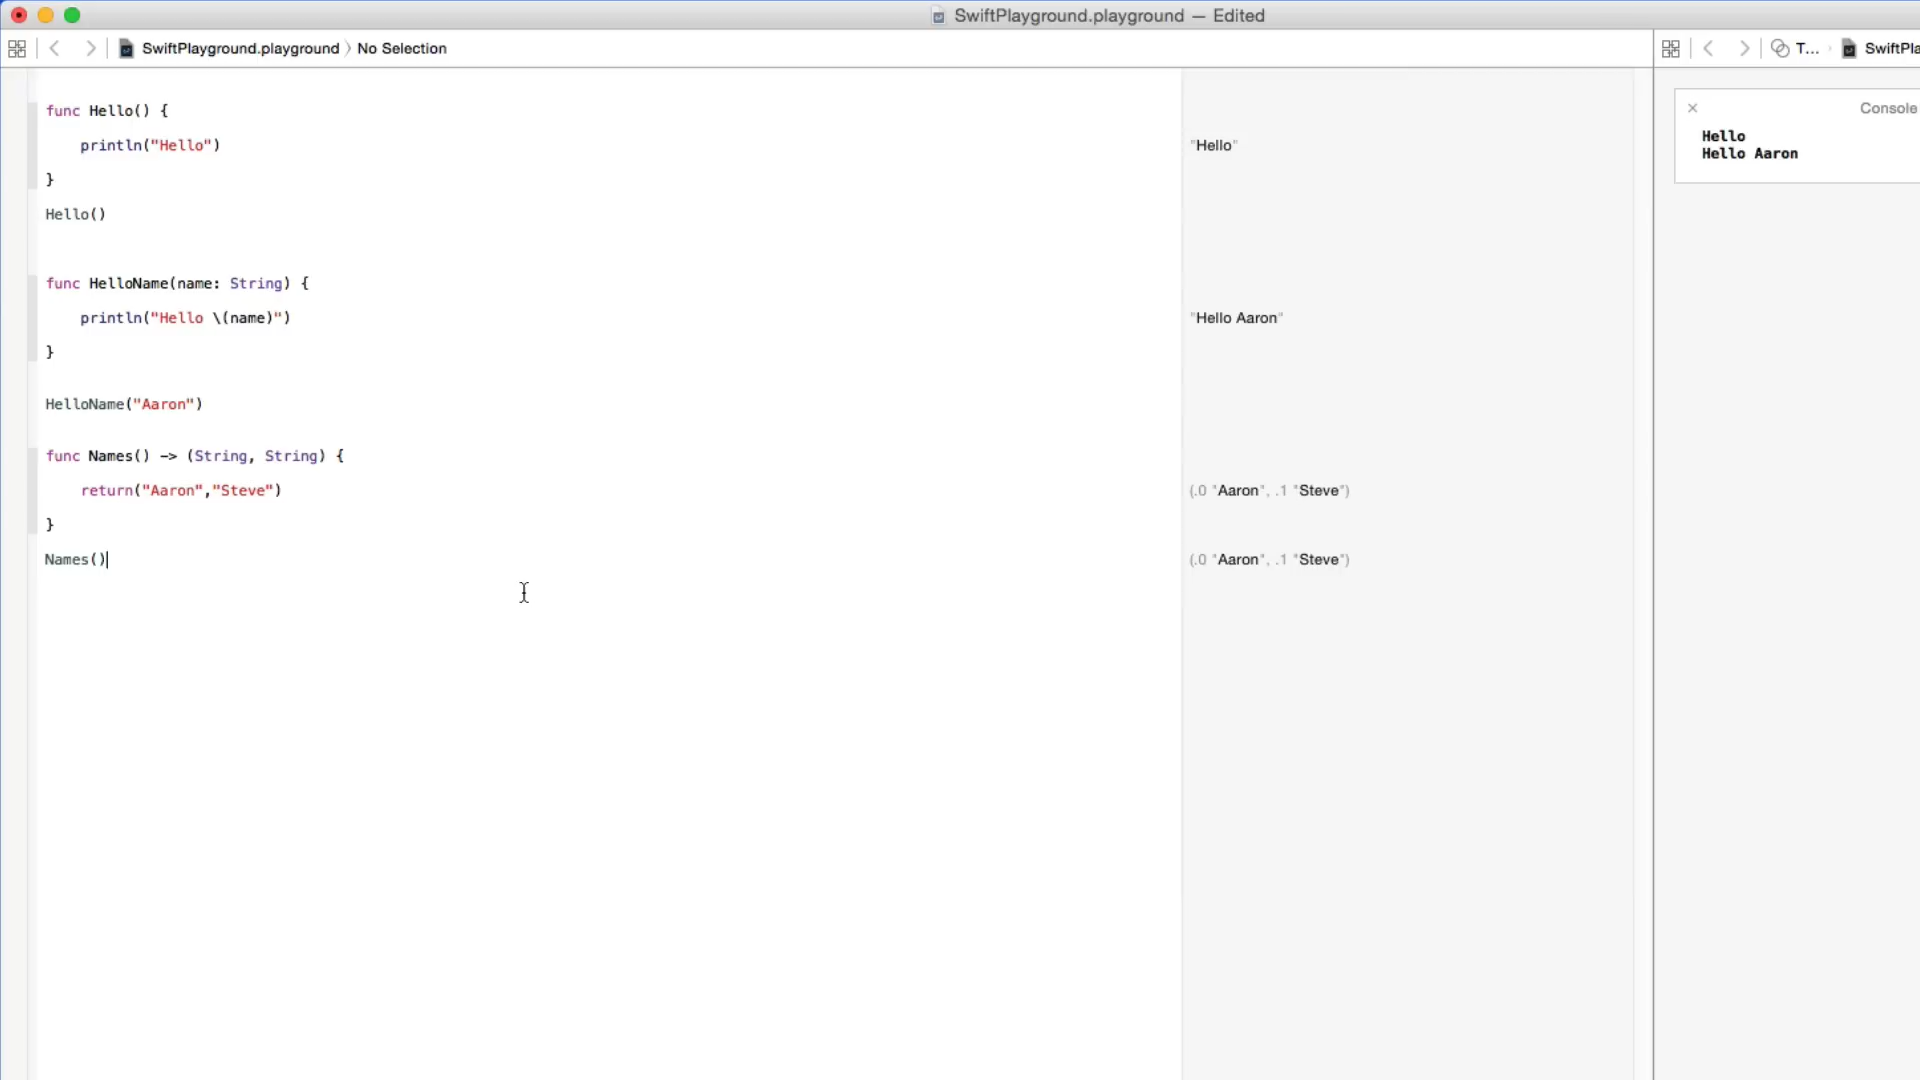 SwiftPlayground.playground — Edited
SwiftPlayground.playground 〉 No Selection
T... SwiftPla
func Hello() {
println("Hello")
}
Hello()
func HelloName(name: String) {
println("Hello \(name)")
}
HelloName("Aaron")
func Names() -> (String, String) {
return("Aaron","Steve")
}
Names()
"Hello"
"Hello Aaron"
(.0 "Aaron", .1 "Steve")
(.0 "Aaron", .1 "Steve")
Console
Hello
Hello Aaron